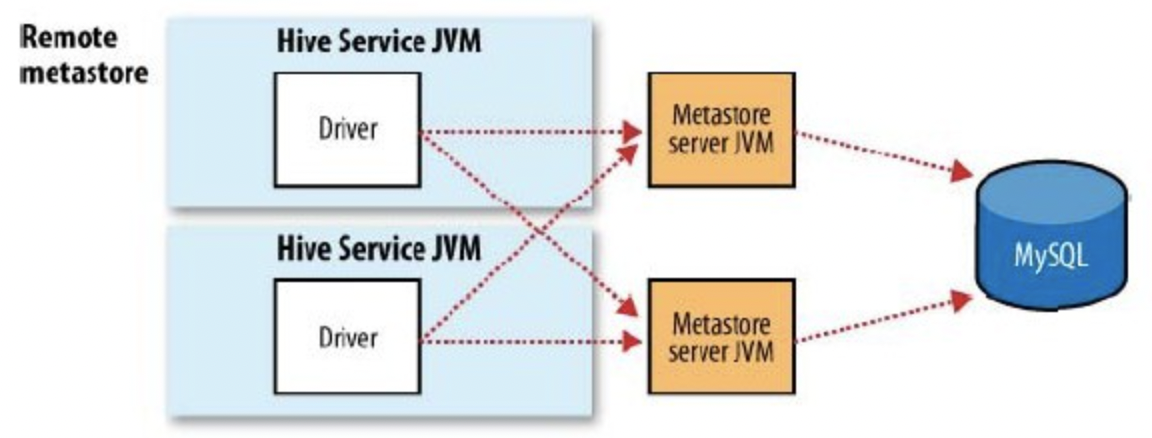 Remote
metastore
Hive Service JVM
Driver
Metastore
server JVM
Hive Service JVM
Driver
Metastore
server JVM
MySQL